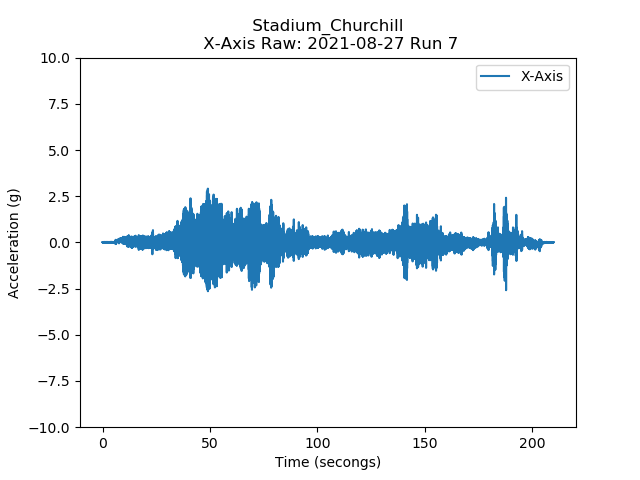 Stadium_Churchill
X-Axis Raw: 2021-08-27 Run 7
X-Axis
Acceleration (g)
10.0
7.5
5.0
2.5
0.0
−2.5
−5.0
−7.5
−10.0
0 50 100 150 200
Time (secongs)